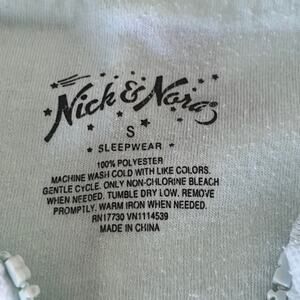 Nick & Nora
S
★ SLEEPWEAR ★
100% POLYESTER
MACHINE WASH COLD WITH LIKE COLORS.
GENTLE CYCLE. ONLY NON-CHLORINE BLEACH
WHEN NEEDED. TUMBLE DRY LOW. REMOVE
PROMPTLY. WARM IRON WHEN NEEDED.
RN17730 VN1114539
MADE IN CHINA